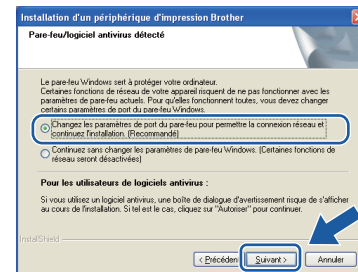 Installation d'un périphérique d'impression Brother
Pare-feu/logiciel antivirus détecté
Le pare-feu Windows sert à protéger votre ordinateur.
Certaines fonctions de réseau de votre appareil risquent de ne pas fonctionner avec les
paramètres de pare-feu actuels. Pour qu'elles fonctionnent toutes, vous devez changer
certains paramètres de port du pare-feu Windows.
Changez les paramètres de port du pare-feu pour permettre la connexion réseau et
continuez l'installation. (Recommandé)
Continuez sans changer les paramètres de pare-feu Windows. (Certaines fonctions de
réseau seront désactivées)
Pour les utilisateurs de logiciels antivirus :
Si vous utilisez un logiciel antivirus, une boîte de dialogue d'avertissement risque de s'afficher
au cours de l'installation. Si tel est le cas, cliquez sur "Autoriser" pour continuer.
InstallShield
< Précéden Suivant > Annuler